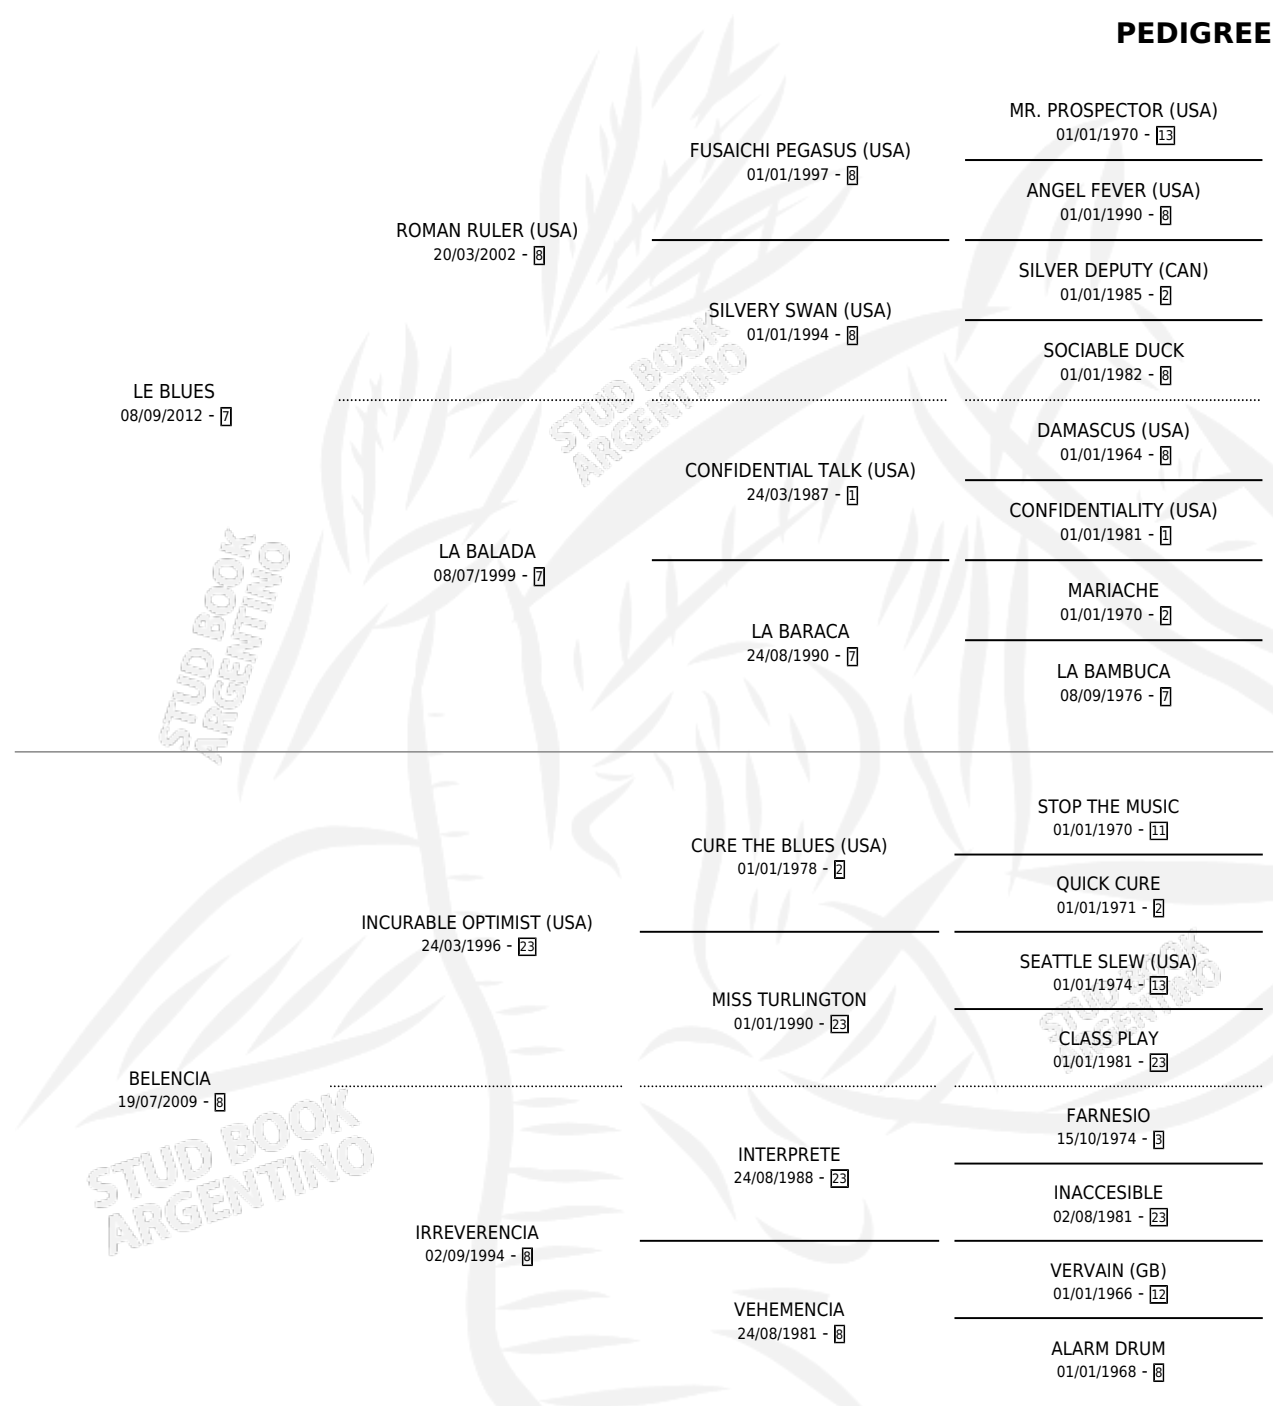 PEDIGREE
MR. PROSPECTOR (USA)
01/01/1970 - 13
FUSAICHI PEGASUS (USA)
01/01/1997 - 8
ANGEL FEVER (USA)
01/01/1990 - 8
ROMAN RULER (USA)
20/03/2002 - 8
SILVER DEPUTY (CAN)
01/01/1985 - 2
SILVERY SWAN (USA)
01/01/1994 - 8
SOCIABLE DUCK
01/01/1982 - 8
LE BLUES
08/09/2012 - 7
DAMASCUS (USA)
01/01/1964 - 8
CONFIDENTIAL TALK (USA)
24/03/1987 - 1
CONFIDENTIALITY (USA)
01/01/1981 - 1
LA BALADA
08/07/1999 - 7
MARIACHE
01/01/1970 - 2
LA BARACA
24/08/1990 - 7
LA BAMBUCA
08/09/1976 - 7
STUD BOOK
ARGENTINO
STUD BOOK
ARGENTINO
STOP THE MUSIC
01/01/1970 - 11
CURE THE BLUES (USA)
01/01/1978 - 2
QUICK CURE
01/01/1971 - 2
INCURABLE OPTIMIST (USA)
24/03/1996 - 23
SEATTLE SLEW (USA)
01/01/1974 - 13
MISS TURLINGTON
01/01/1990 - 23
CLASS PLAY
01/01/1981 - 23
STUD BOOK
ARGENTINO
BELENCIA
19/07/2009 - 8
FARNESIO
15/10/1974 - 3
INTERPRETE
24/08/1988 - 23
INACCESIBLE
02/08/1981 - 23
STUD BOOK
ARGENTINO
IRREVERENCIA
02/09/1994 - 8
VERVAIN (GB)
01/01/1966 - 12
VEHEMENCIA
24/08/1981 - 8
ALARM DRUM
01/01/1968 - 8